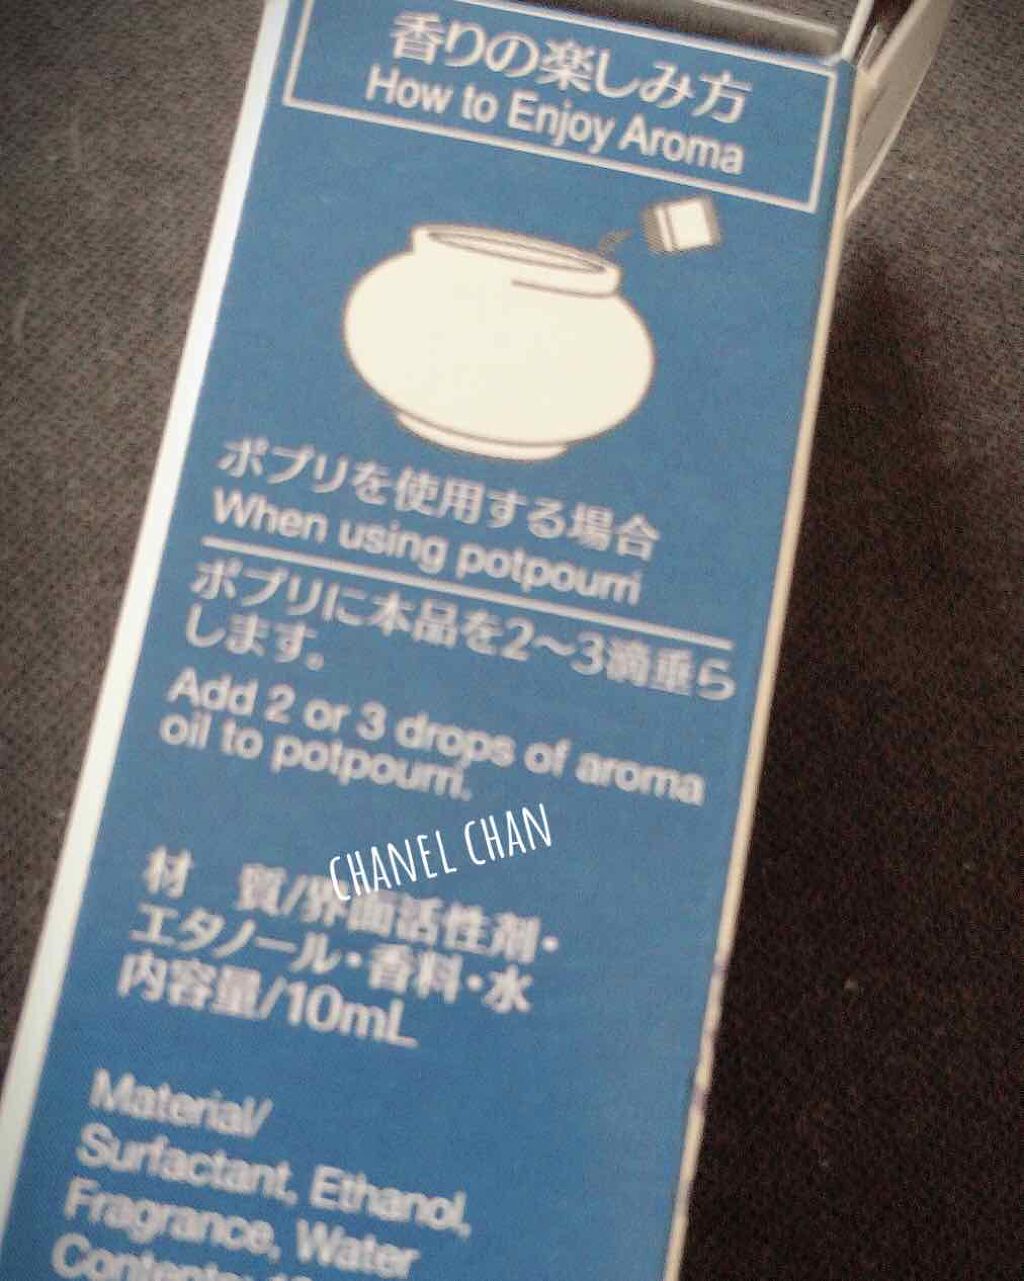 香りの楽しみ方
How to Enjoy Aroma
ポプリを使用する場合
When using potpourri
ポプリに本品を2〜3滴垂ら
します。
Add 2 or 3 drops of aroma
oil to potpourri.
CHANEL CHAN
材　質/界面活性剤・
エタノール・香料・水
内容量/10mL
Material/
Surfactant, Ethanol,
Fragrance, Water